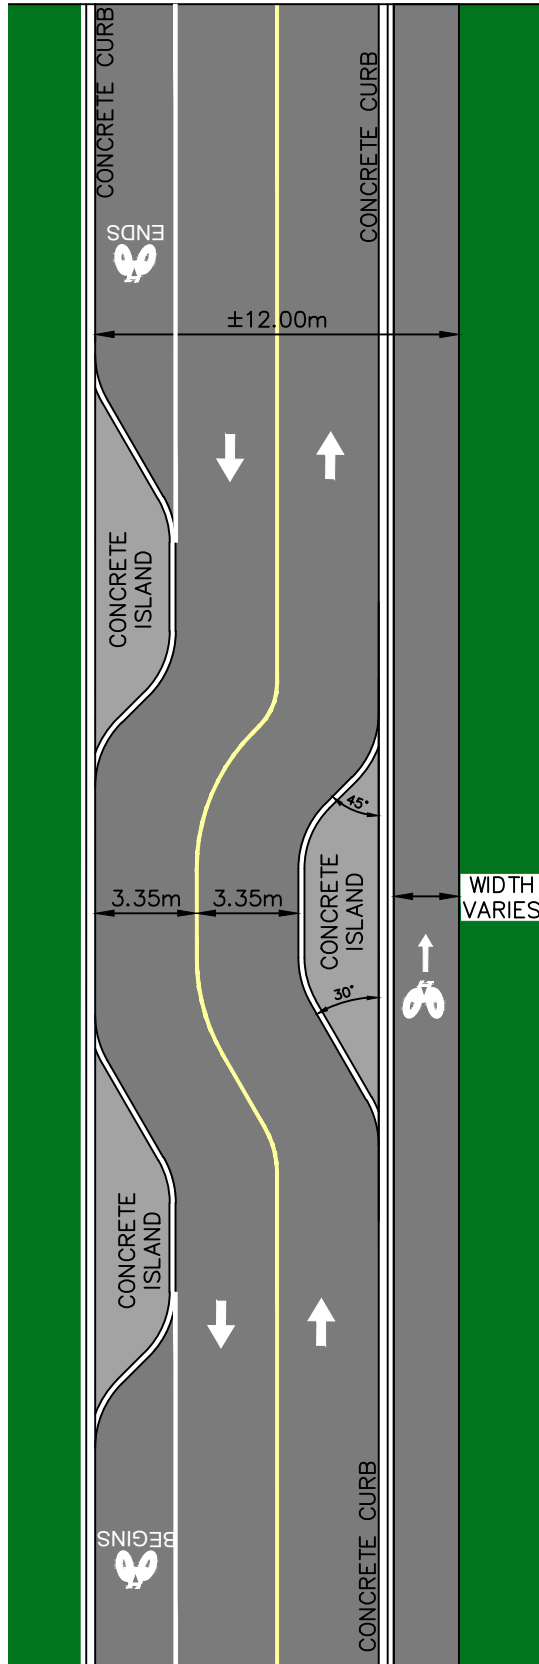 CONCRETE CURB
CONCRETE CURB
ENDS
±12.00m
CONCRETE
ISLAND
45°
3.35m
3.35m
CONCRETE
ISLAND
WIDTH
VARIES
30°
CONCRETE
ISLAND
CONCRETE CURB
BEGINS